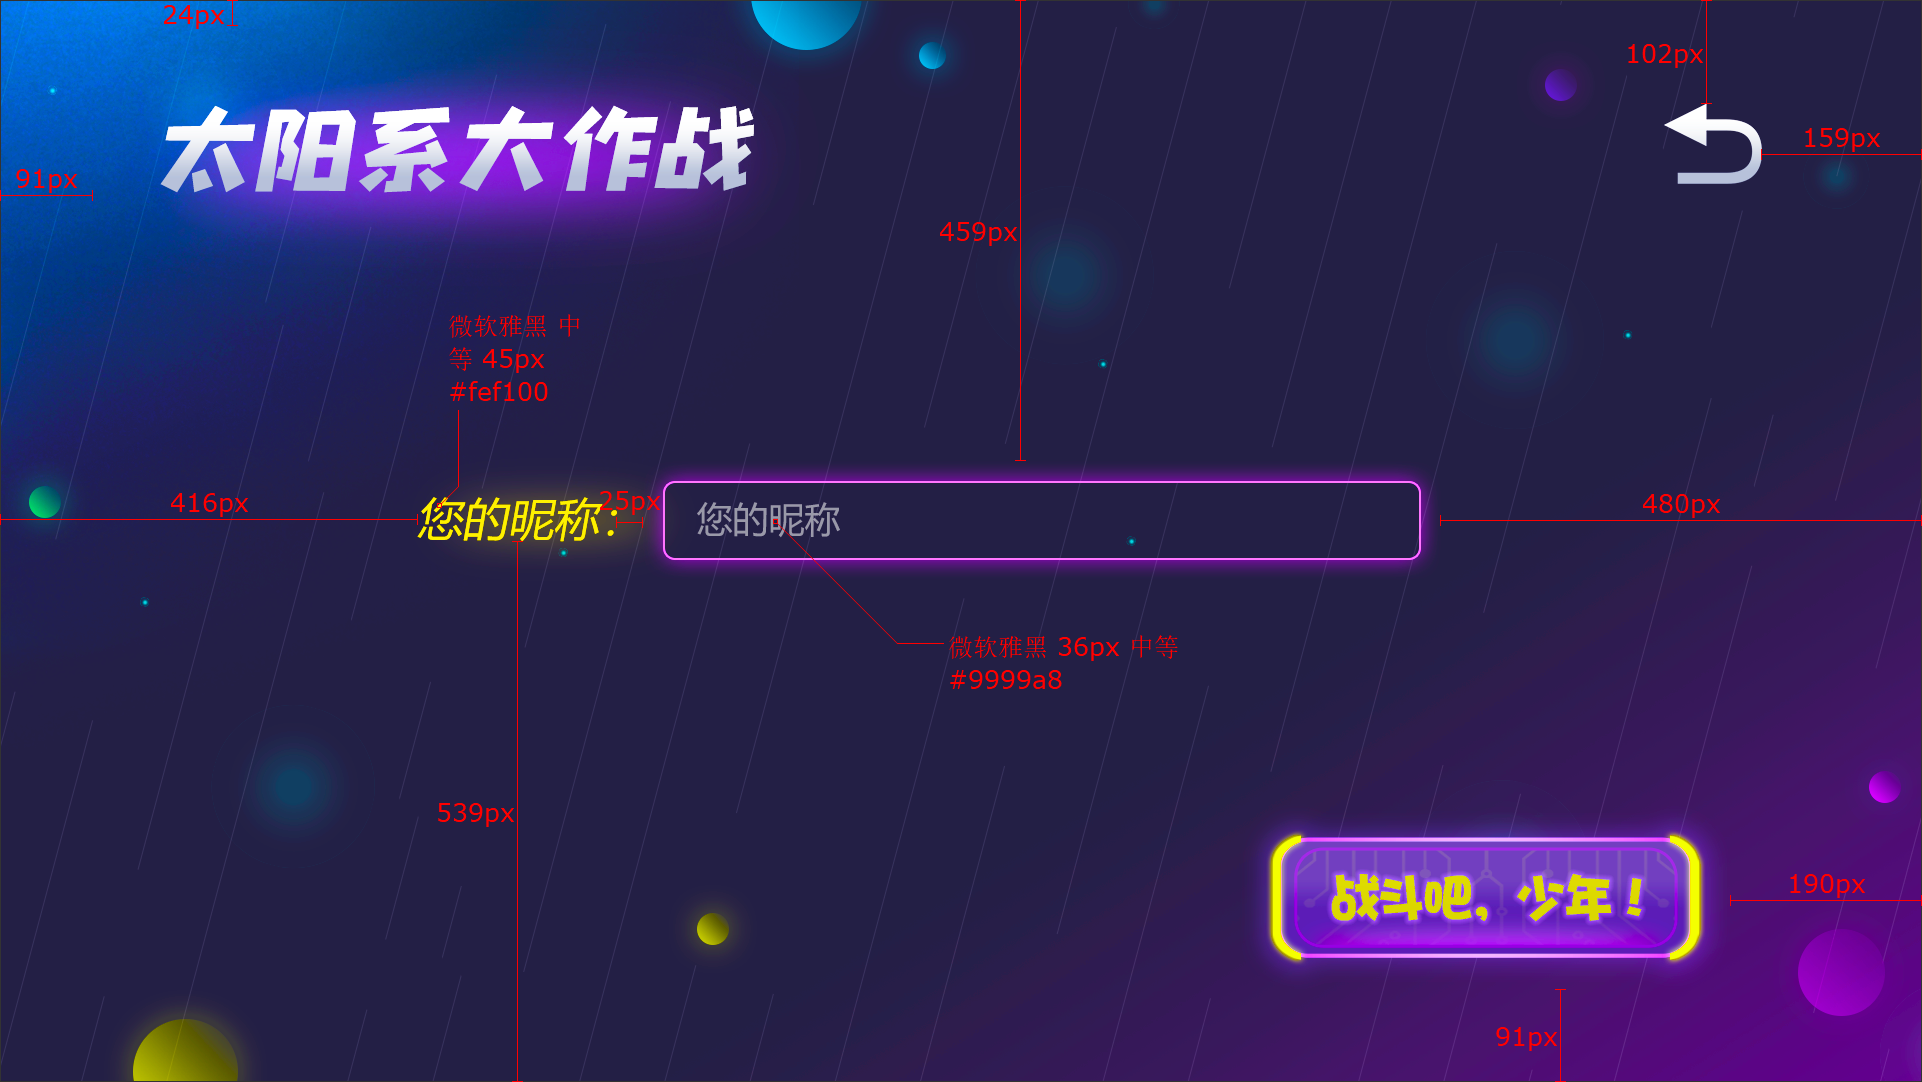 24px
102px
太阳系大作战
159px
91px
459px
微软雅黑 中
等 45px
#fef100
416px
您的昵称：
25px
您的昵称
480px
微软雅黑 36px 中等
#9999a8
539px
战斗吧，少年！
190px
91px